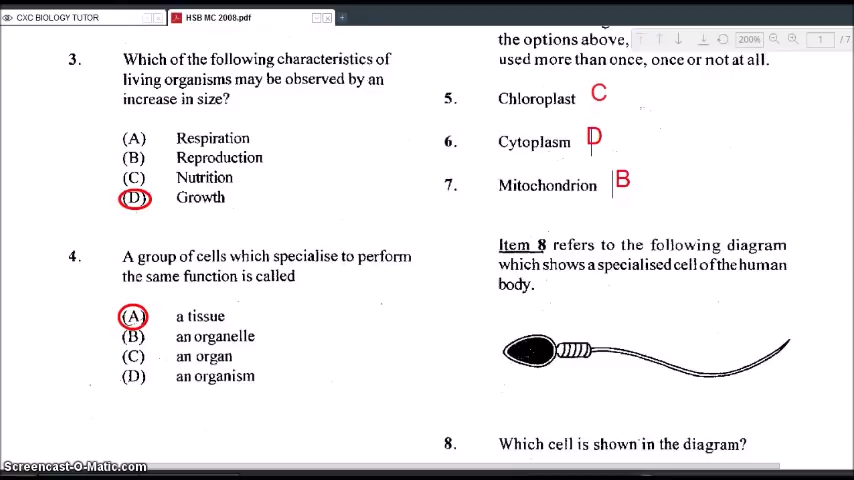 CXC BIOLOGY TUTOR
HSB MC 2008.pdf
200%
1 / 7
3. Which of the following characteristics of
living organisms may be observed by an
increase in size?
(A) Respiration
(B) Reproduction
(C) Nutrition
(D) Growth
4. A group of cells which specialise to perform
the same function is called
(A) a tissue
(B) an organelle
(C) an organ
(D) an organism
the options above,
used more than once, once or not at all.
5. Chloroplast C
6. Cytoplasm D
7. Mitochondrion B
Item 8 refers to the following diagram
which shows a specialised cell of the human
body.
8. Which cell is shown in the diagram?
Screencast-O-Matic.com